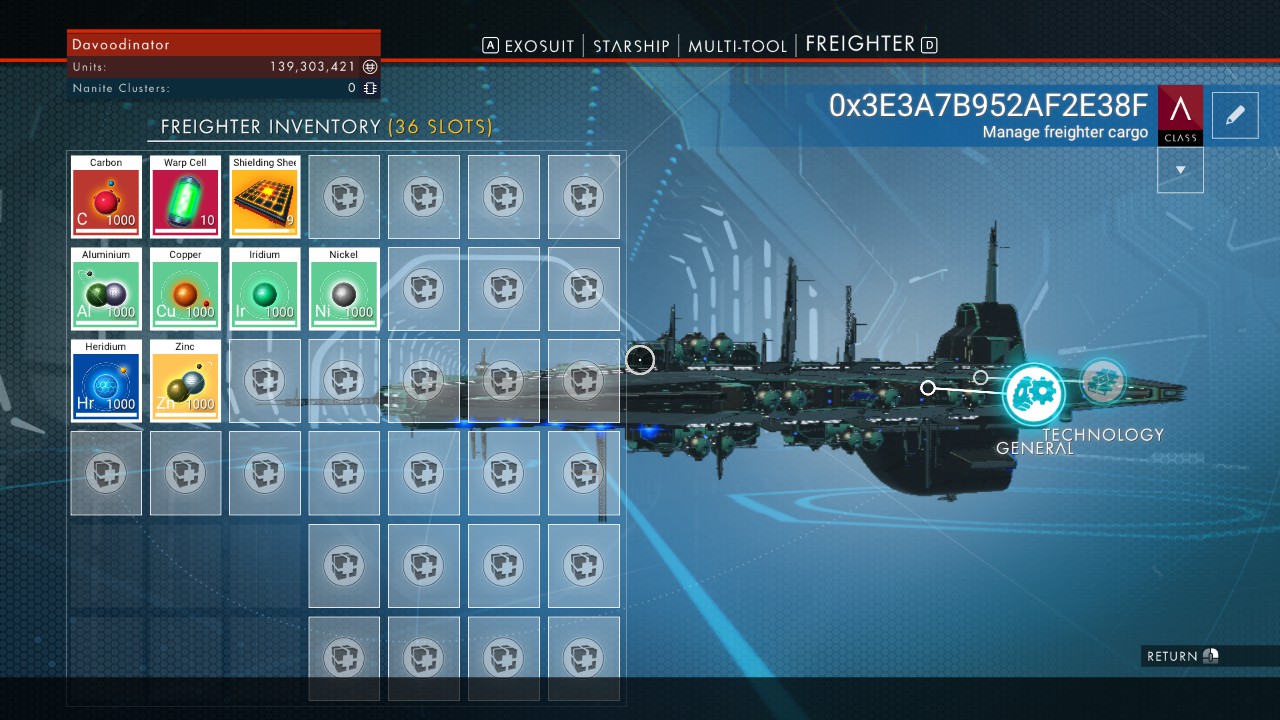 Davoodinator
Units: 139,303,421
Nanite Clusters: 0
A EXOSUIT STARSHIP MULTI-TOOL FREIGHTER D
0x3E3A7B952AF2E38F
Manage freighter cargo
CLASS
FREIGHTER INVENTORY (36 SLOTS)
Carbon Warp Cell Shielding Shee
C 1000 10 9
Aluminium Copper Iridium Nickel
Al 1000 Cu 1000 Ir 1000 Ni 1000
Heridium Zinc
Hr 1000 Zn 1000
TECHNOLOGY
GENERAL
RETURN